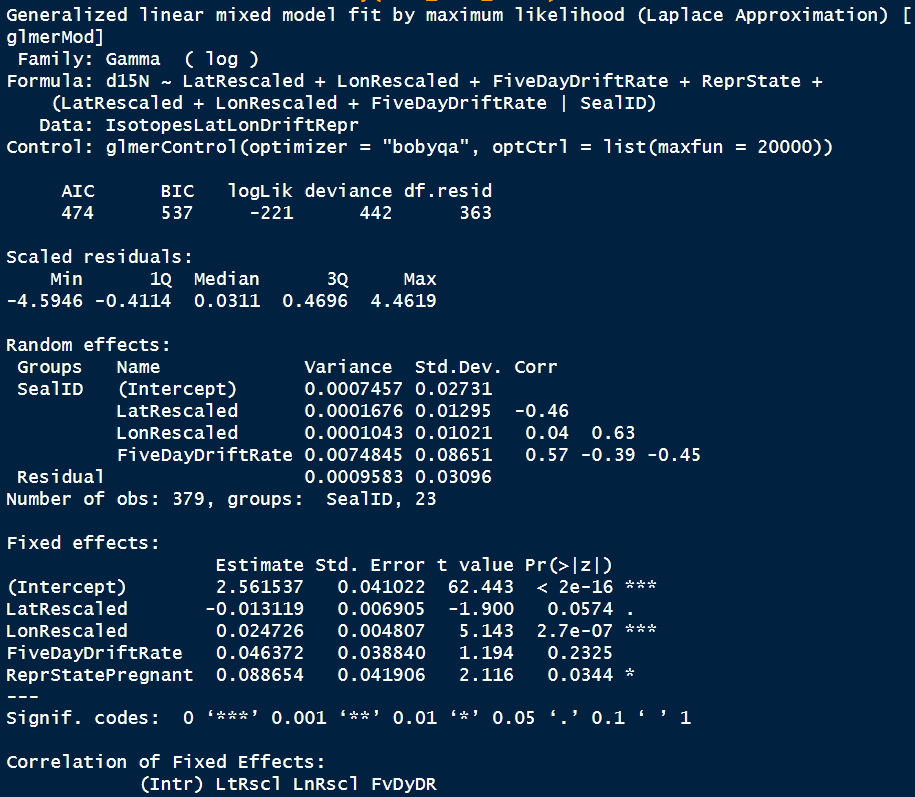 Generalized linear mixed model fit by maximum likelihood (Laplace Approximation) [
glmerMod]
 Family: Gamma  ( log )
Formula: d15N ~ LatRescaled + LonRescaled + FiveDayDriftRate + ReprState +
    (LatRescaled + LonRescaled + FiveDayDriftRate | SealID)
   Data: IsotopesLatLonDriftRepr
Control: glmerControl(optimizer = "bobyqa", optCtrl = list(maxfun = 20000))

     AIC      BIC   logLik deviance df.resid
     474      537     -221      442      363

Scaled residuals:
    Min      1Q  Median      3Q     Max
-4.5946 -0.4114  0.0311  0.4696  4.4619

Random effects:
 Groups   Name             Variance  Std.Dev. Corr
 SealID   (Intercept)      0.0007457 0.02731
          LatRescaled      0.0001676 0.01295  -0.46
          LonRescaled      0.0001043 0.01021   0.04  0.63
          FiveDayDriftRate 0.0074845 0.08651   0.57 -0.39 -0.45
 Residual                  0.0009583 0.03096
Number of obs: 379, groups:  SealID, 23

Fixed effects:
                   Estimate Std. Error t value Pr(>|z|)
(Intercept)        2.561537   0.041022  62.443  < 2e-16 ***
LatRescaled       -0.013119   0.006905  -1.900   0.0574 .
LonRescaled        0.024726   0.004807   5.143  2.7e-07 ***
FiveDayDriftRate   0.046372   0.038840   1.194   0.2325
ReprStatePregnant  0.088654   0.041906   2.116   0.0344 *
---
Signif. codes:  0 ‘***’ 0.001 ‘**’ 0.01 ‘*’ 0.05 ‘.’ 0.1 ‘ ’ 1

Correlation of Fixed Effects:
            (Intr) LtRscl LnRscl FvDyDR